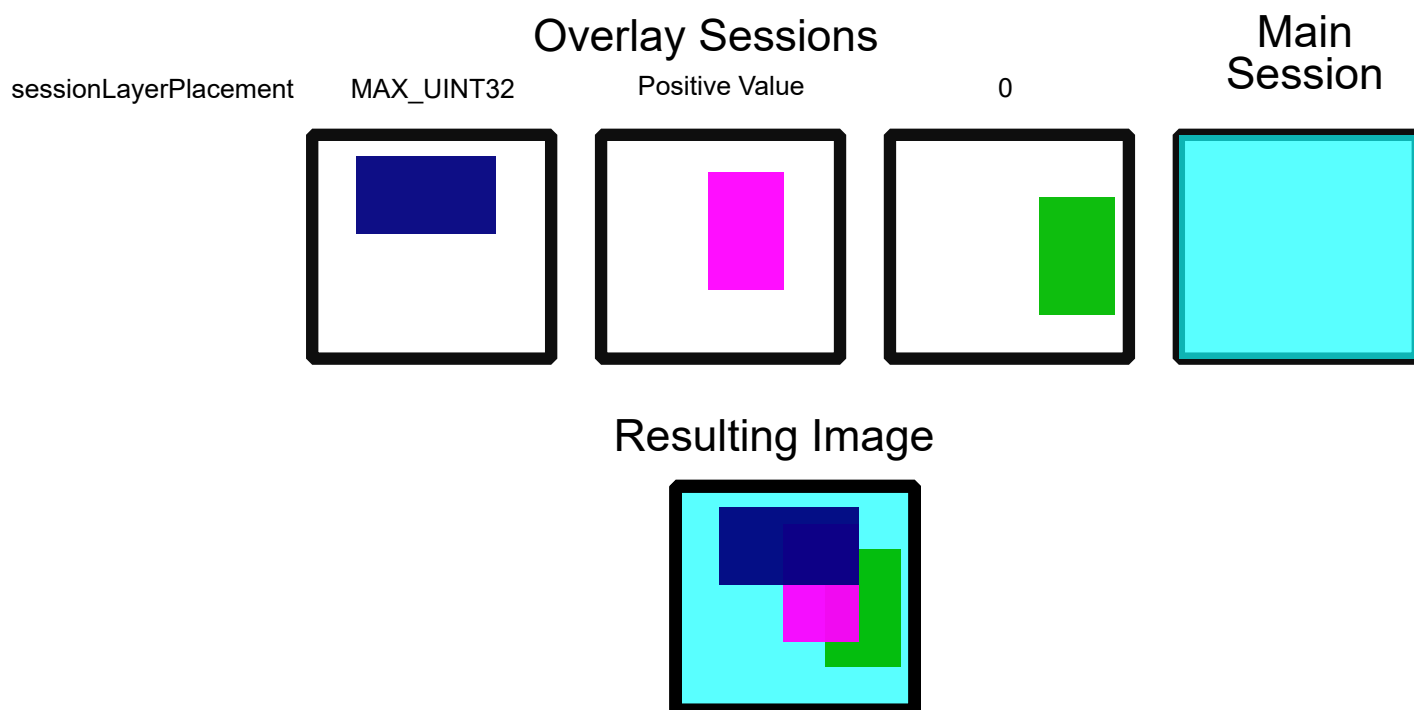 Overlay Sessions
Main
Session
sessionLayerPlacement
MAX_UINT32
Positive Value
0
Resulting Image